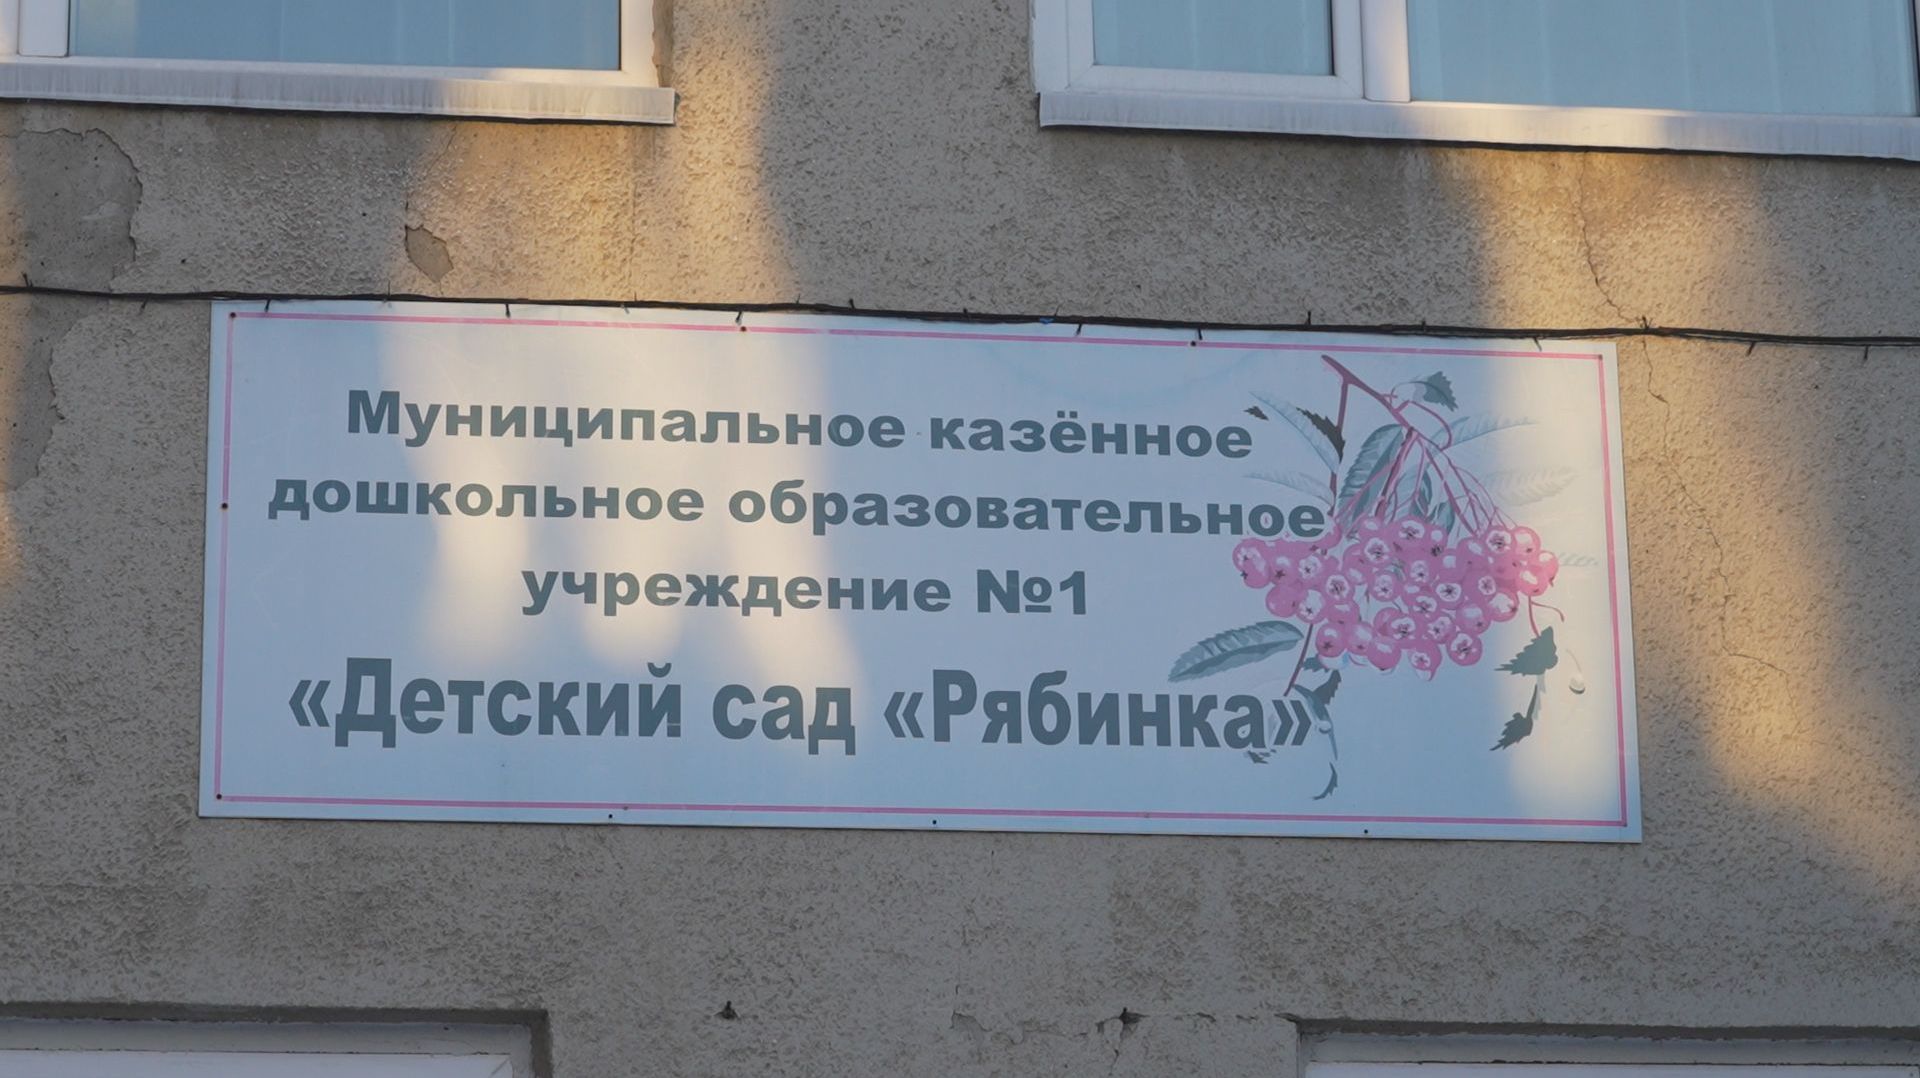 Муниципальное казённое
дошкольное образовательное
учреждение №1
«Детский сад «Рябинка»